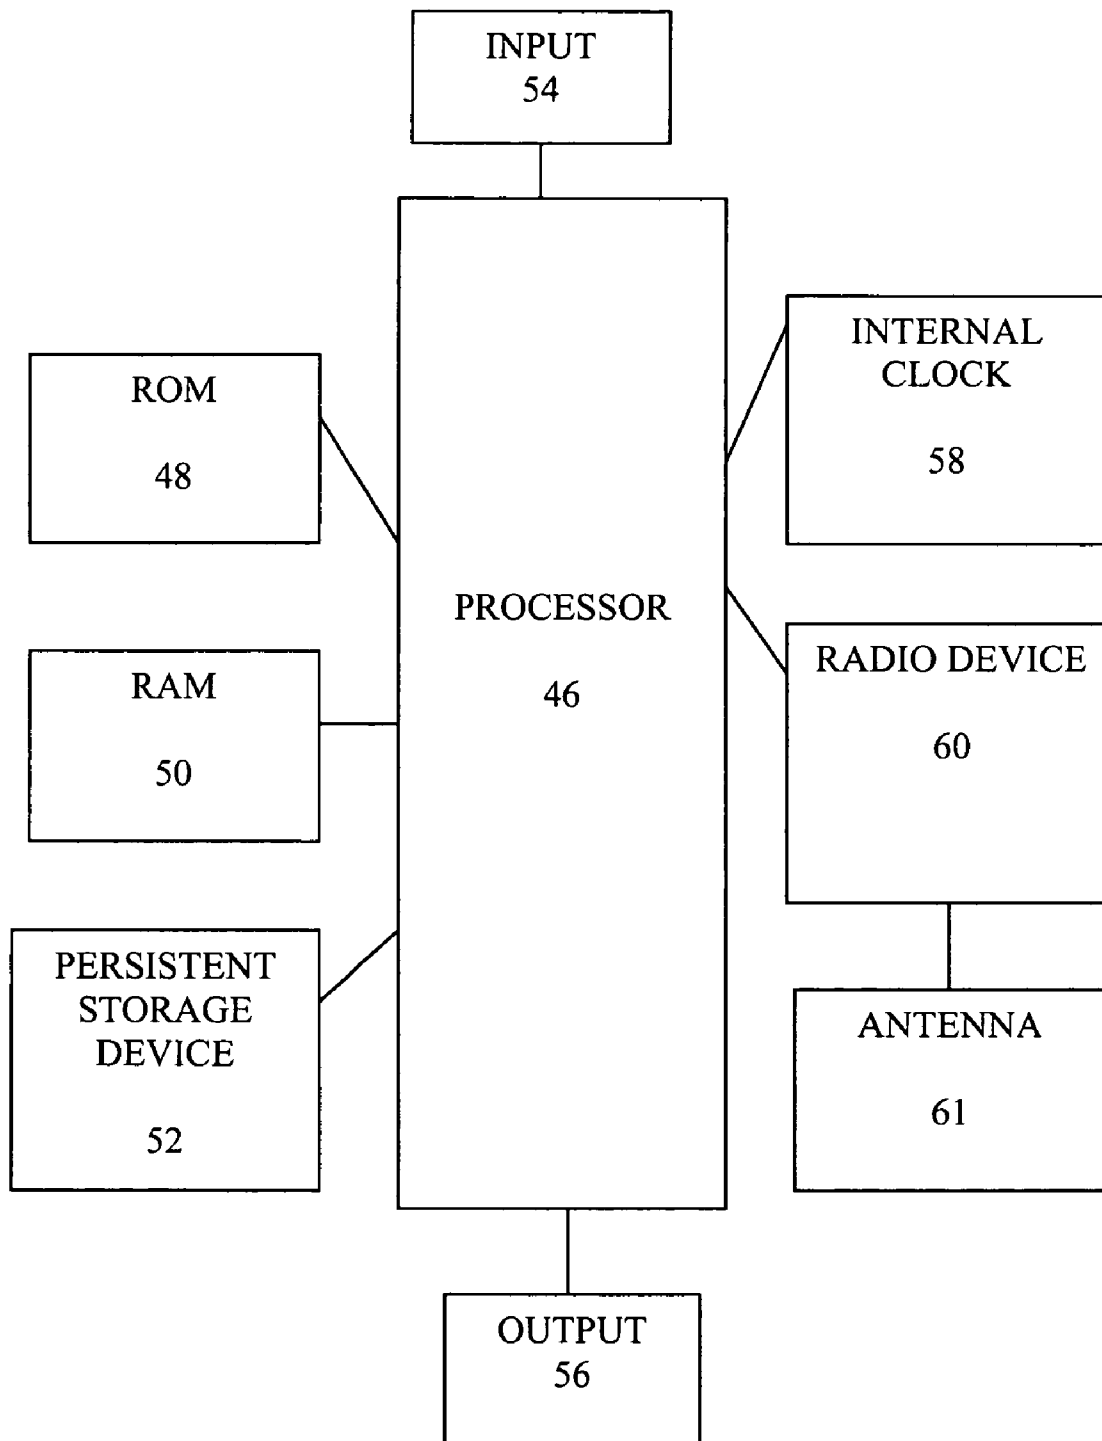 INPUT
54
INTERNAL
CLOCK
58
ROM
48
PROCESSOR
46
RADIO DEVICE
60
RAM
50
PERSISTENT
STORAGE
DEVICE
52
ANTENNA
61
OUTPUT
56